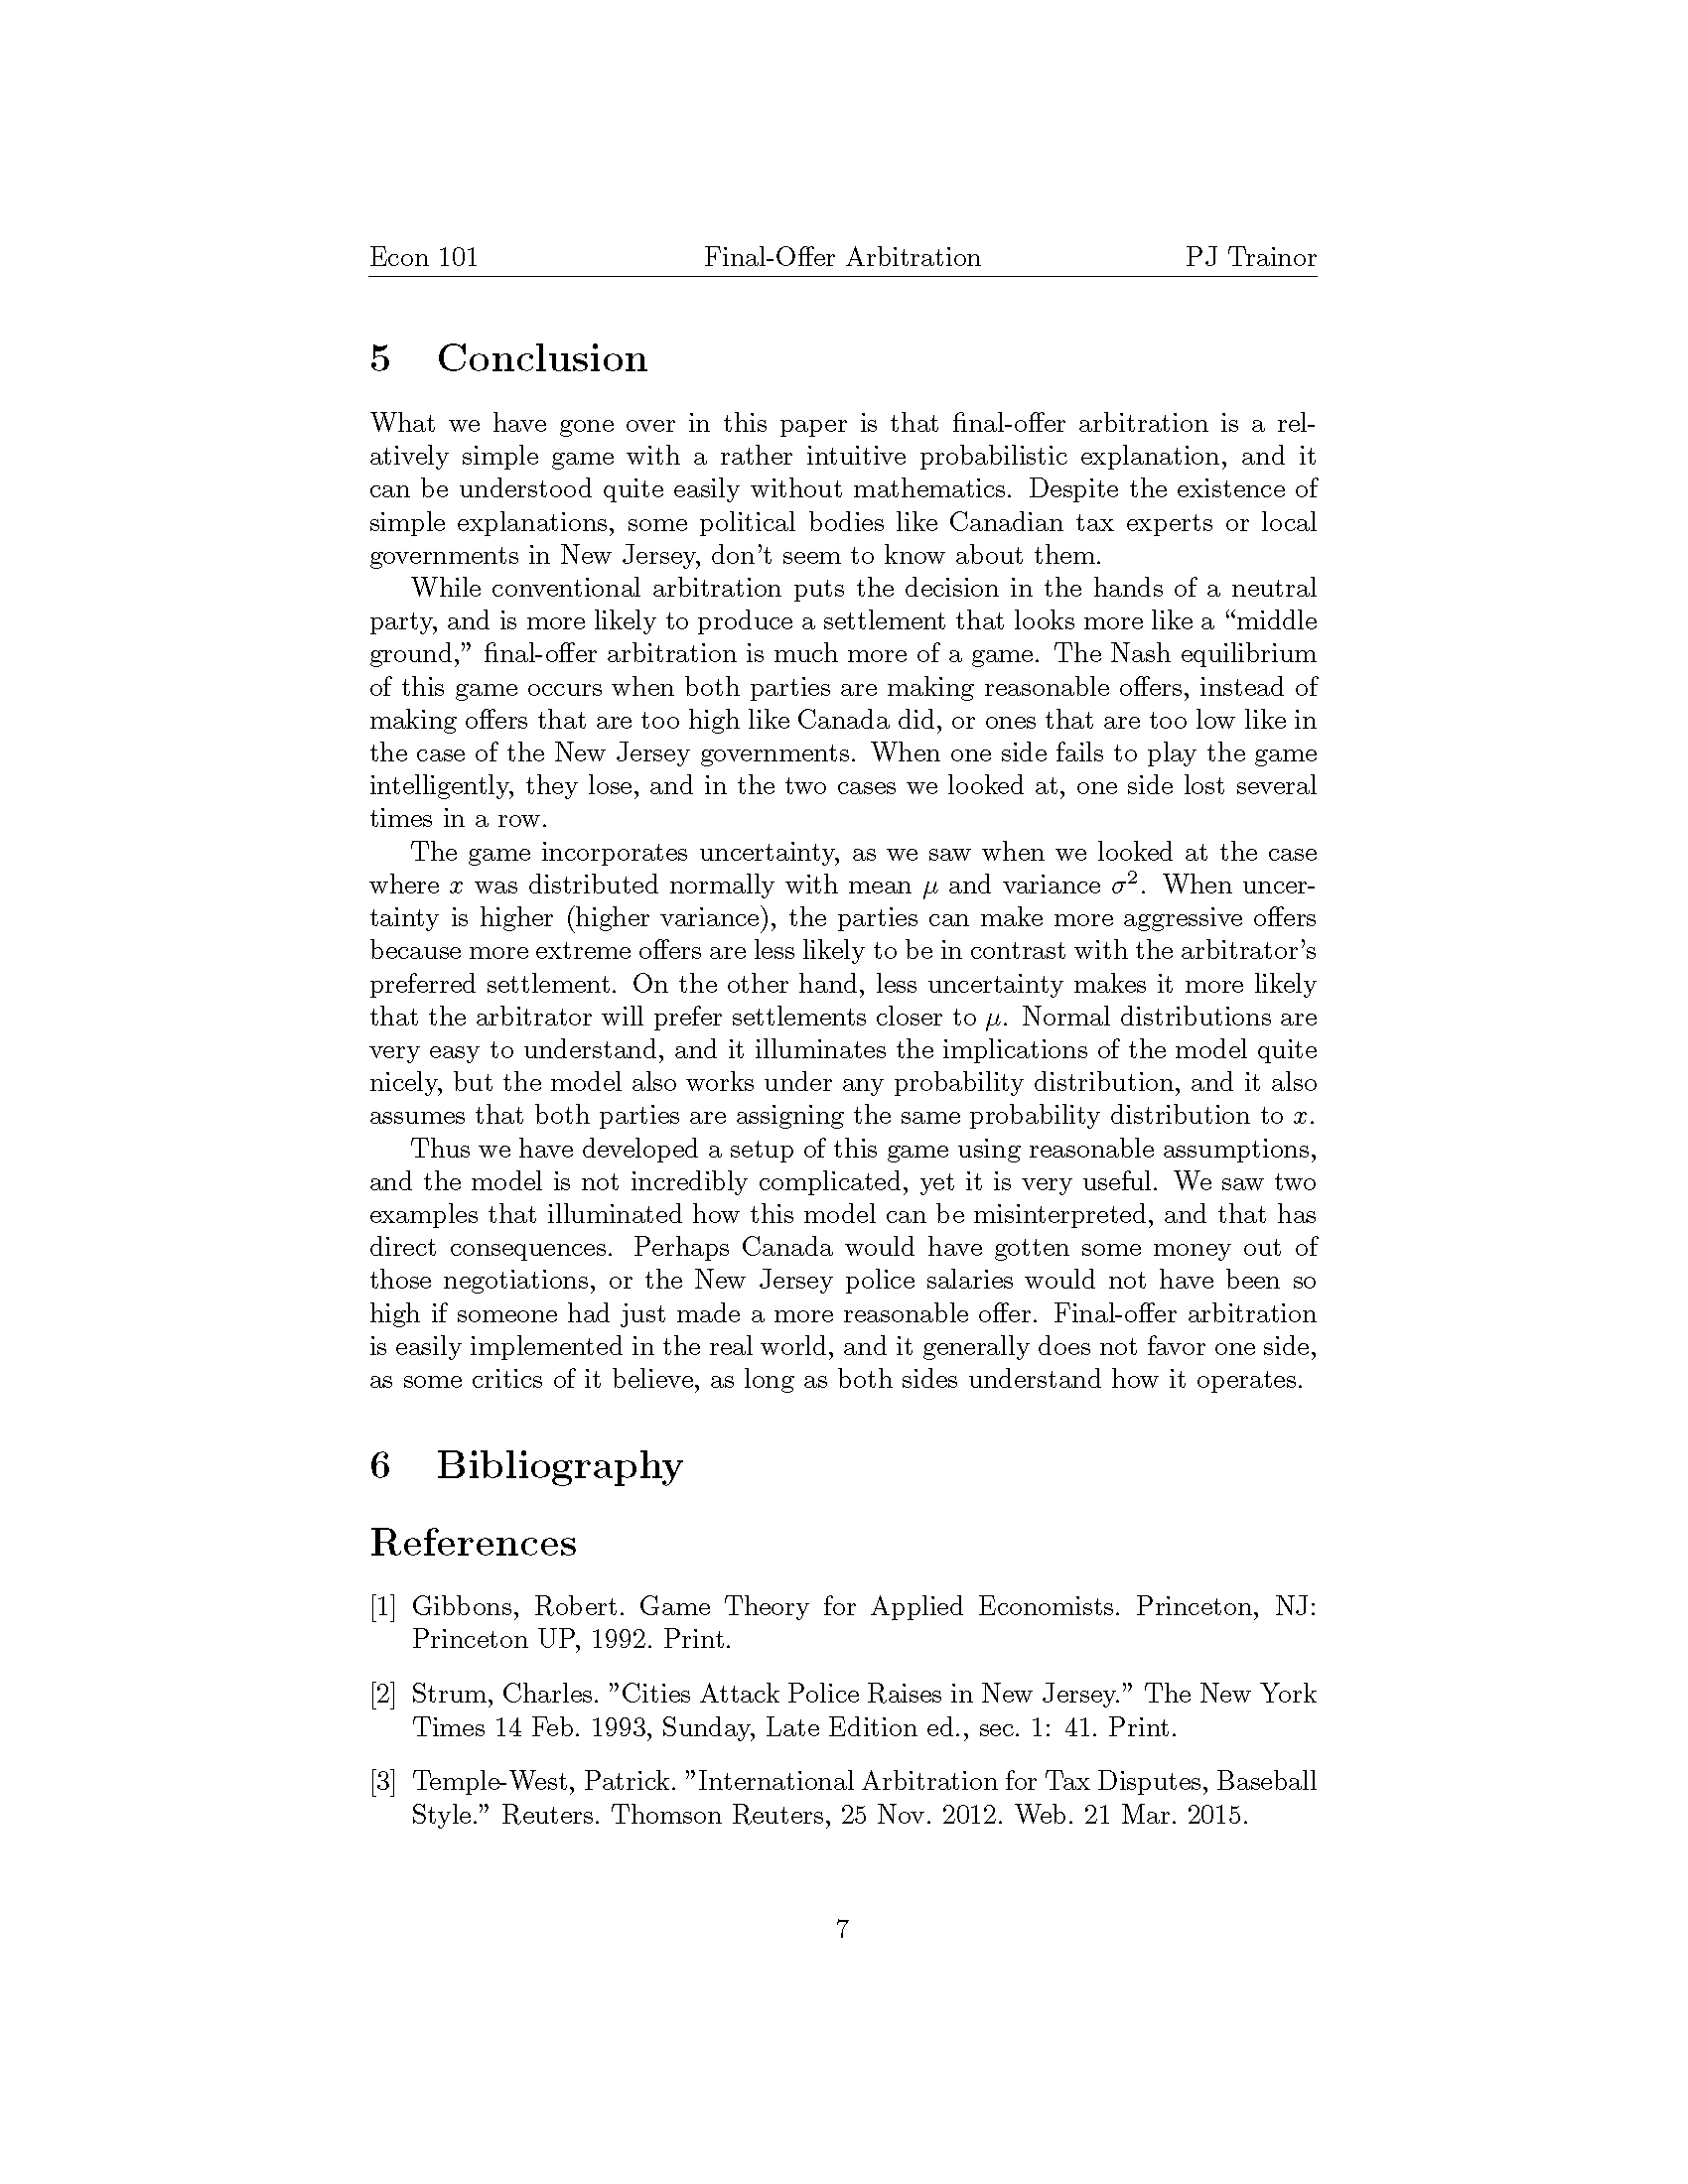 Econ 101 Final-Offer Arbitration PJ Trainor
5 Conclusion
What we have gone over in this paper is that final-offer arbitration is a rel-
atively simple game with a rather intuitive probabilistic explanation, and it
can be understood quite easily without mathematics. Despite the existence of
simple explanations, some political bodies like Canadian tax experts or local
governments in New Jersey, don't seem to know about them.
While conventional arbitration puts the decision in the hands of a neutral
party, and is more likely to produce a settlement that looks more like a “middle
ground,” final-offer arbitration is much more of a game. The Nash equilibrium
of this game occurs when both parties are making reasonable offers, instead of
making offers that are too high like Canada did, or ones that are too low like in
the case of the New Jersey governments. When one side fails to play the game
intelligently, they lose, and in the two cases we looked at, one side lost several
times in a row.
The game incorporates uncertainty, as we saw when we looked at the case
where x was distributed normally with mean μ and variance σ². When uncer-
tainty is higher (higher variance), the parties can make more aggressive offers
because more extreme offers are less likely to be in contrast with the arbitrator's
preferred settlement. On the other hand, less uncertainty makes it more likely
that the arbitrator will prefer settlements closer to μ. Normal distributions are
very easy to understand, and it illuminates the implications of the model quite
nicely, but the model also works under any probability distribution, and it also
assumes that both parties are assigning the same probability distribution to x.
Thus we have developed a setup of this game using reasonable assumptions,
and the model is not incredibly complicated, yet it is very useful. We saw two
examples that illuminated how this model can be misinterpreted, and that has
direct consequences. Perhaps Canada would have gotten some money out of
those negotiations, or the New Jersey police salaries would not have been so
high if someone had just made a more reasonable offer. Final-offer arbitration
is easily implemented in the real world, and it generally does not favor one side,
as some critics of it believe, as long as both sides understand how it operates.
6 Bibliography
References
[1] Gibbons, Robert. Game Theory for Applied Economists. Princeton, NJ:
Princeton UP, 1992. Print.
[2] Strum, Charles. ”Cities Attack Police Raises in New Jersey.” The New York
Times 14 Feb. 1993, Sunday, Late Edition ed., sec. 1: 41. Print.
[3] Temple-West, Patrick. ”International Arbitration for Tax Disputes, Baseball
Style.” Reuters. Thomson Reuters, 25 Nov. 2012. Web. 21 Mar. 2015.
7